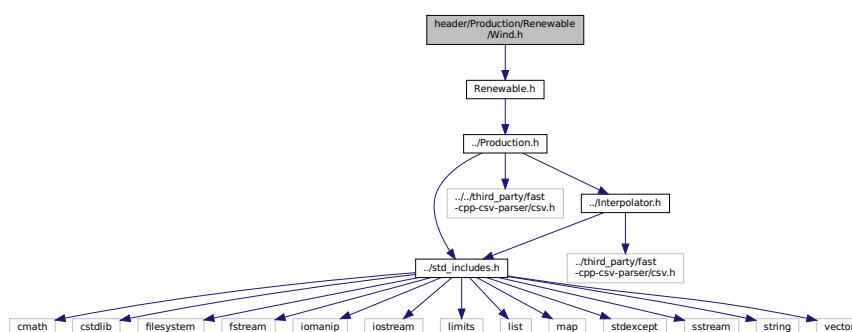 header/Production/Renewable
/Wind.h
Renewable.h
../Production.h
../../third_party/fast
-cpp-csv-parser/csv.h
../Interpolator.h
../std_includes.h
../third_party/fast
-cpp-csv-parser/csv.h
cmath
cstdlib
filesystem
fstream
iomanip
iostream
limits
list
map
stdexcept
sstream
string
vecto